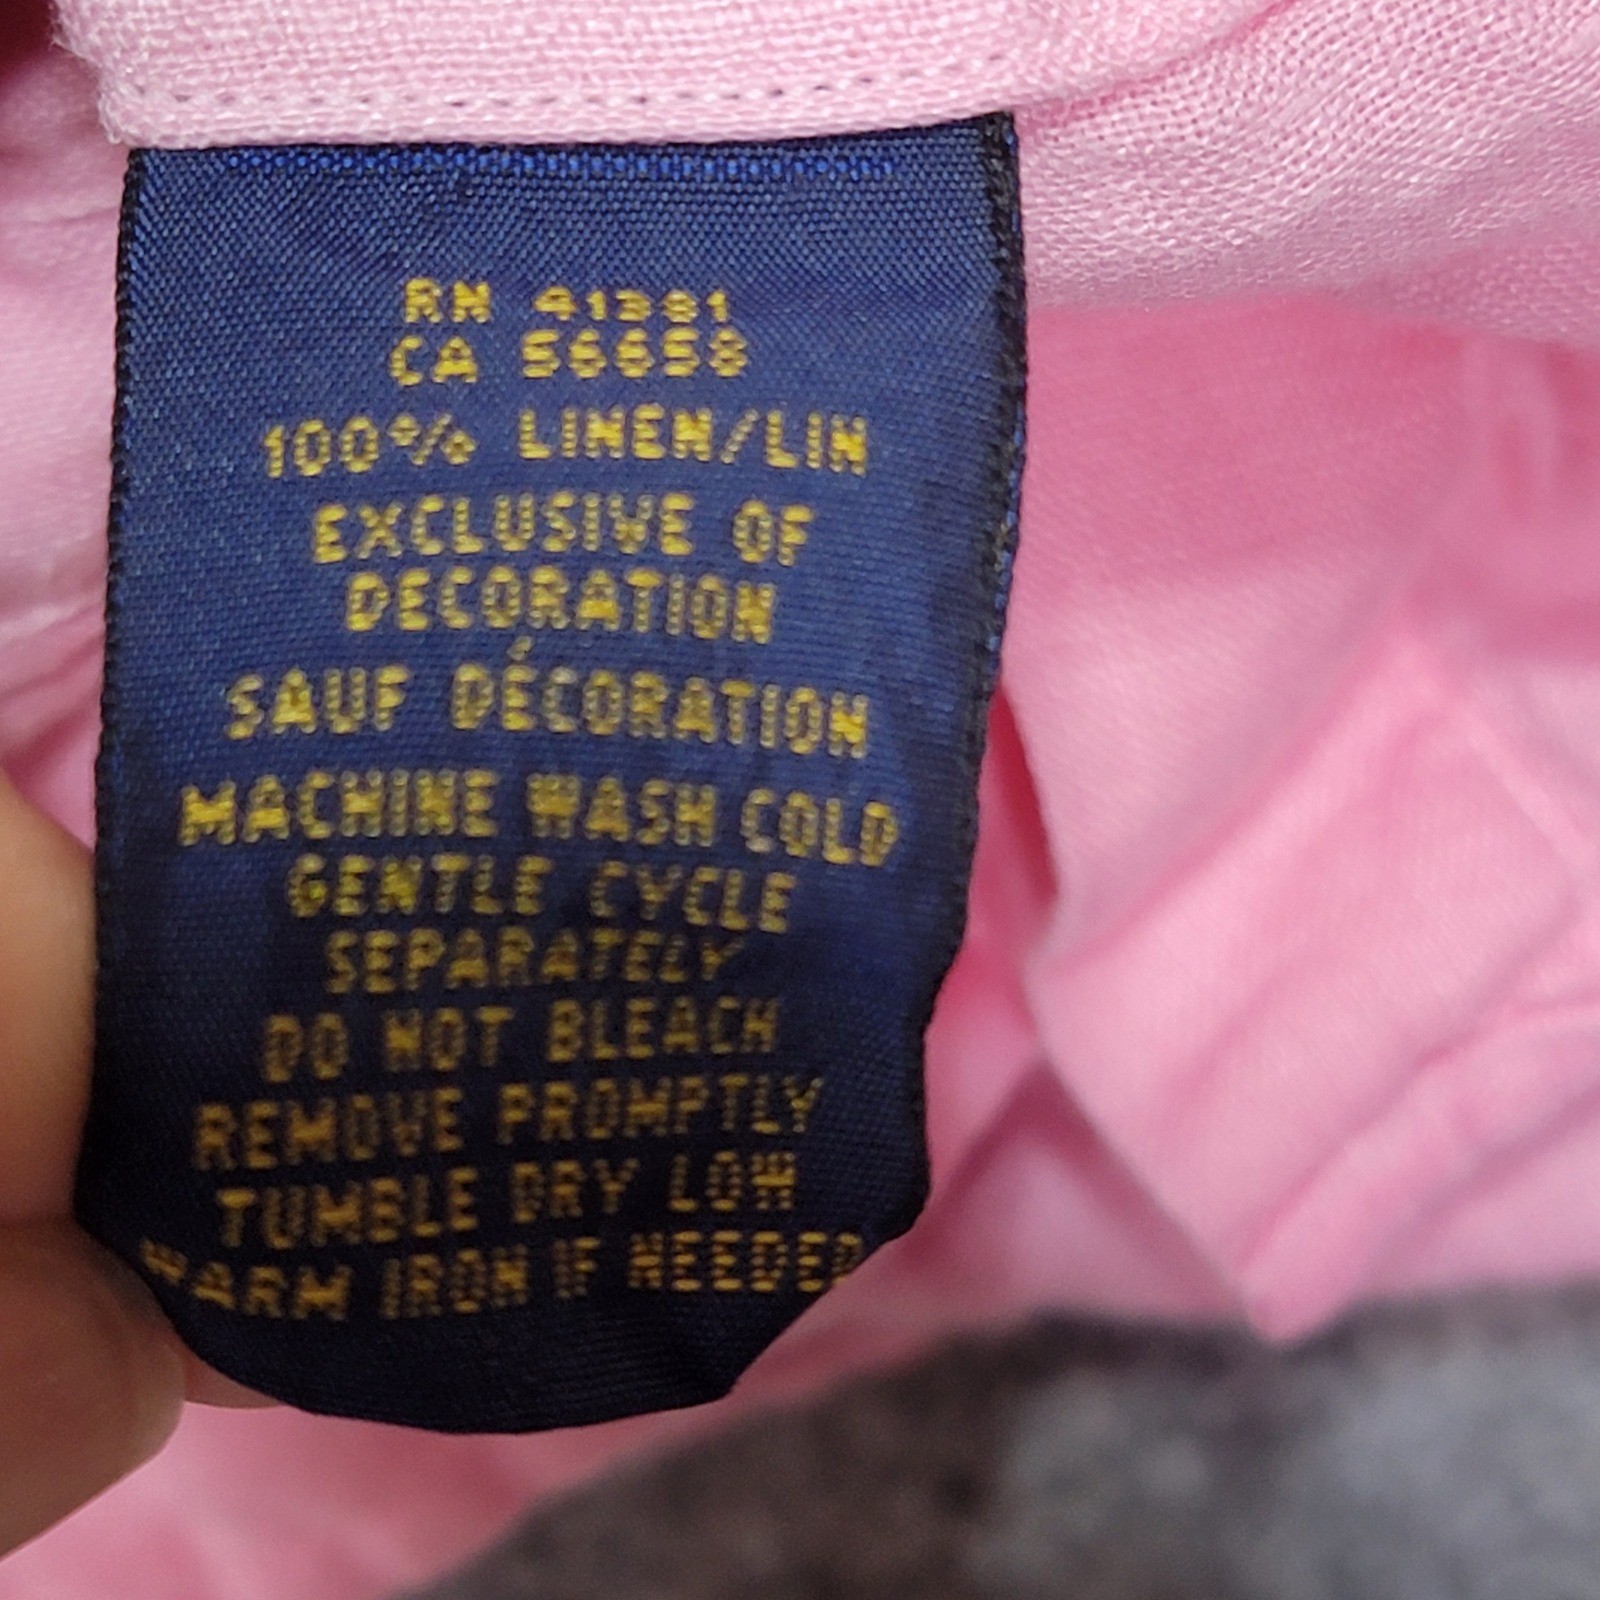 RN 41381
CA 56658
100% LINEN/LIN
EXCLUSIVE OF
DECORATION
SAUF DÉCORATION
MACHINE WASH COLD
GENTLE CYCLE
SEPARATELY
DO NOT BLEACH
REMOVE PROMPTLY
TUMBLE DRY LOW
WARM IRON IF NEEDED